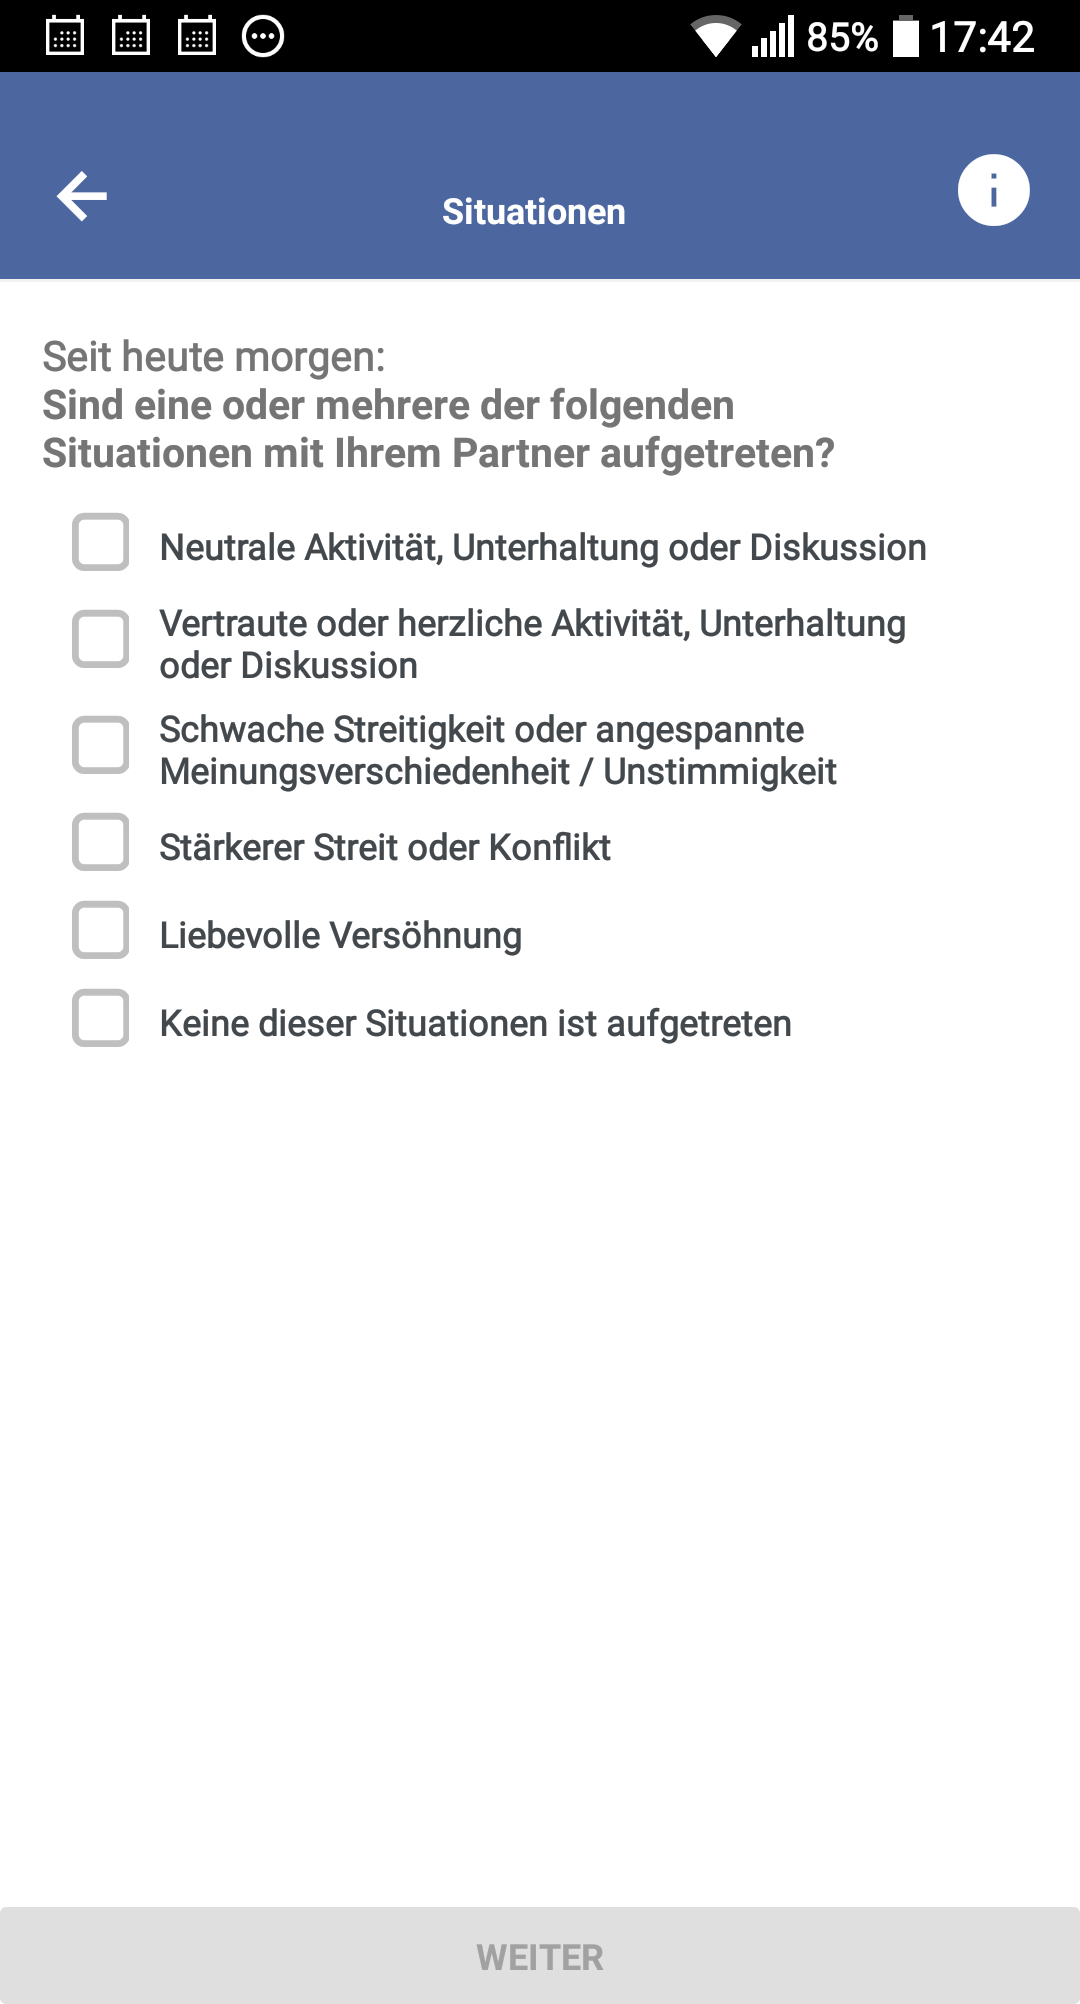 85% 17:42
Situationen
i
Seit heute morgen:
Sind eine oder mehrere der folgenden
Situationen mit Ihrem Partner aufgetreten?
Neutrale Aktivität, Unterhaltung oder Diskussion
Vertraute oder herzliche Aktivität, Unterhaltung
oder Diskussion
Schwache Streitigkeit oder angespannte
Meinungsverschiedenheit / Unstimmigkeit
Stärkerer Streit oder Konflikt
Liebevolle Versöhnung
Keine dieser Situationen ist aufgetreten
WEITER